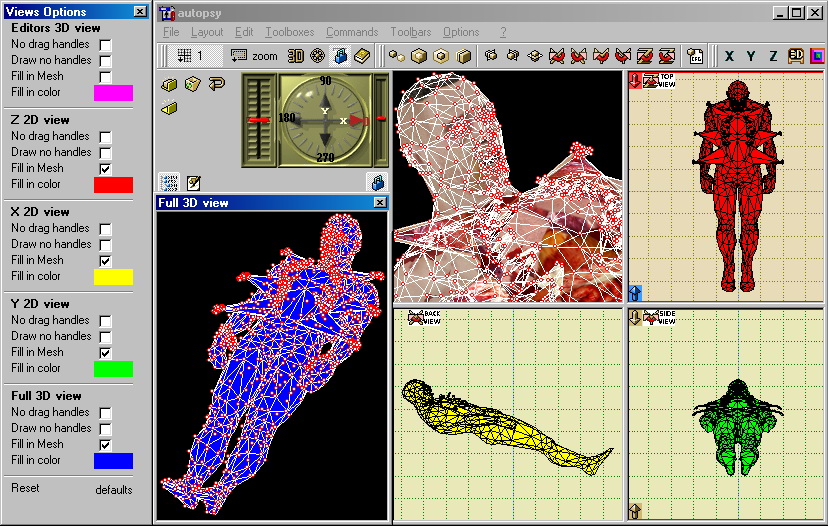 Views Options
Editors 3D view
No drag handles
Draw no handles
Fill in Mesh
Fill in color
Z 2D view
No drag handles
Draw no handles
Fill in Mesh
Fill in color
X 2D view
No drag handles
Draw no handles
Fill in Mesh
Fill in color
Y 2D view
No drag handles
Draw no handles
Fill in Mesh
Fill in color
Full 3D view
No drag handles
Draw no handles
Fill in Mesh
Fill in color
Reset defaults
autopsy
File Layout Edit Toolboxes Commands Toolbars Options ?
1 zoom 3D CFG X Y Z 3D
90
Y
180 X
270
Full 3D view
TOP
VIEW
BACK
VIEW
SIDE
VIEW